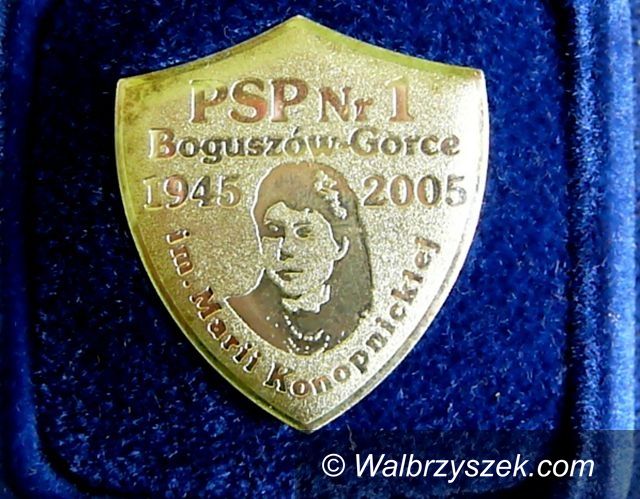 PSP Nr 1
Boguszów-Gorce
1945 2005
im. Marii Konopnickiej
© Walbrzyszek.com